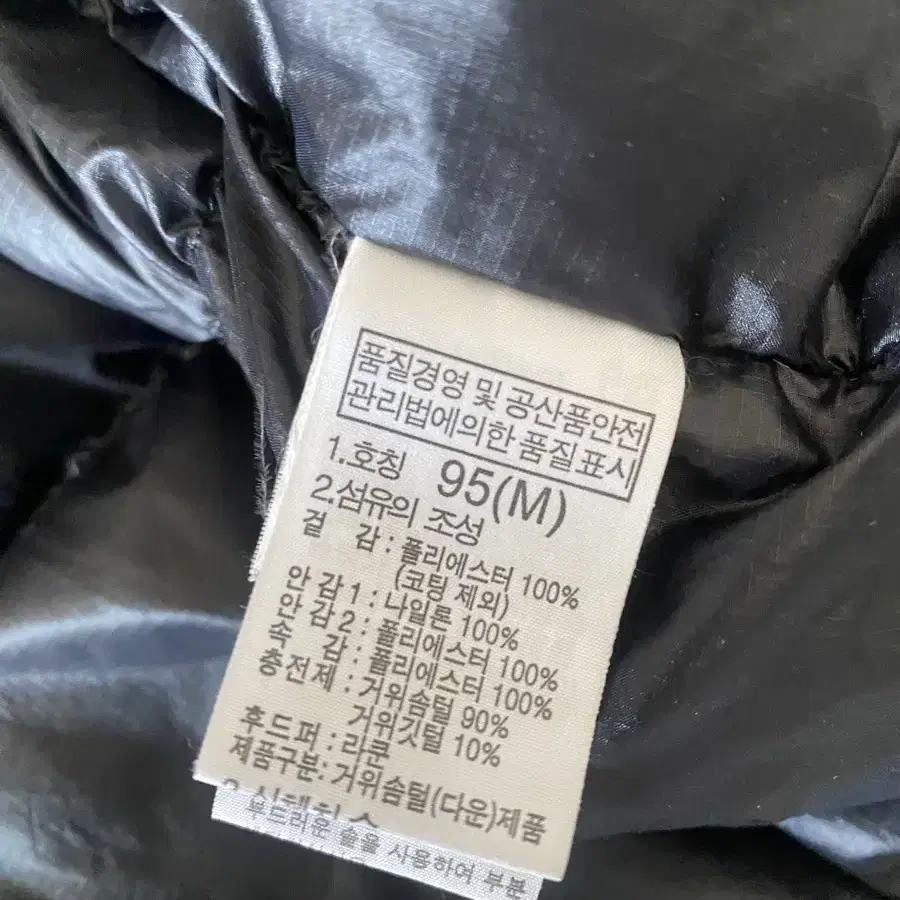 품질경영 및 공산품안전
관리법에의한 품질표시
1.호칭 95(M)
2.섬유의 조성
겉 감 : 폴리에스터 100%
(코팅 제외)
안 감1 : 나일론 100%
안 감2 : 폴리에스터 100%
속 감 : 폴리에스터 100%
충전제 : 거위솜털 90%
거위깃털 10%
후드퍼 : 라쿤
제품구분: 거위솜털(다운)제품
부드러운 솔을 사용하여 부분